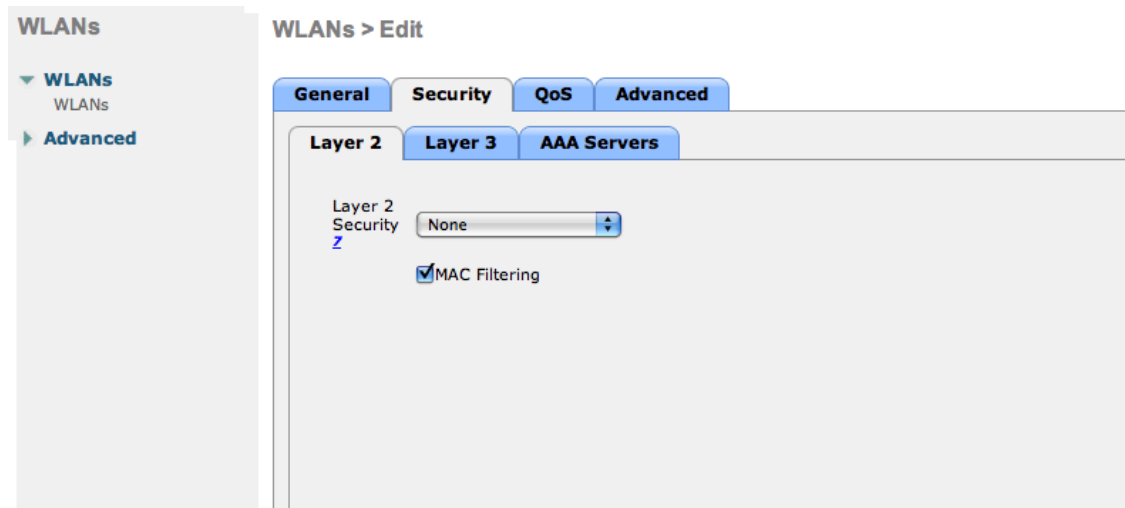 WLANs
WLANs
WLANs
Advanced
WLANs > Edit
General Security QoS Advanced
Layer 2 Layer 3 AAA Servers
Layer 2
Security None
7
MAC Filtering